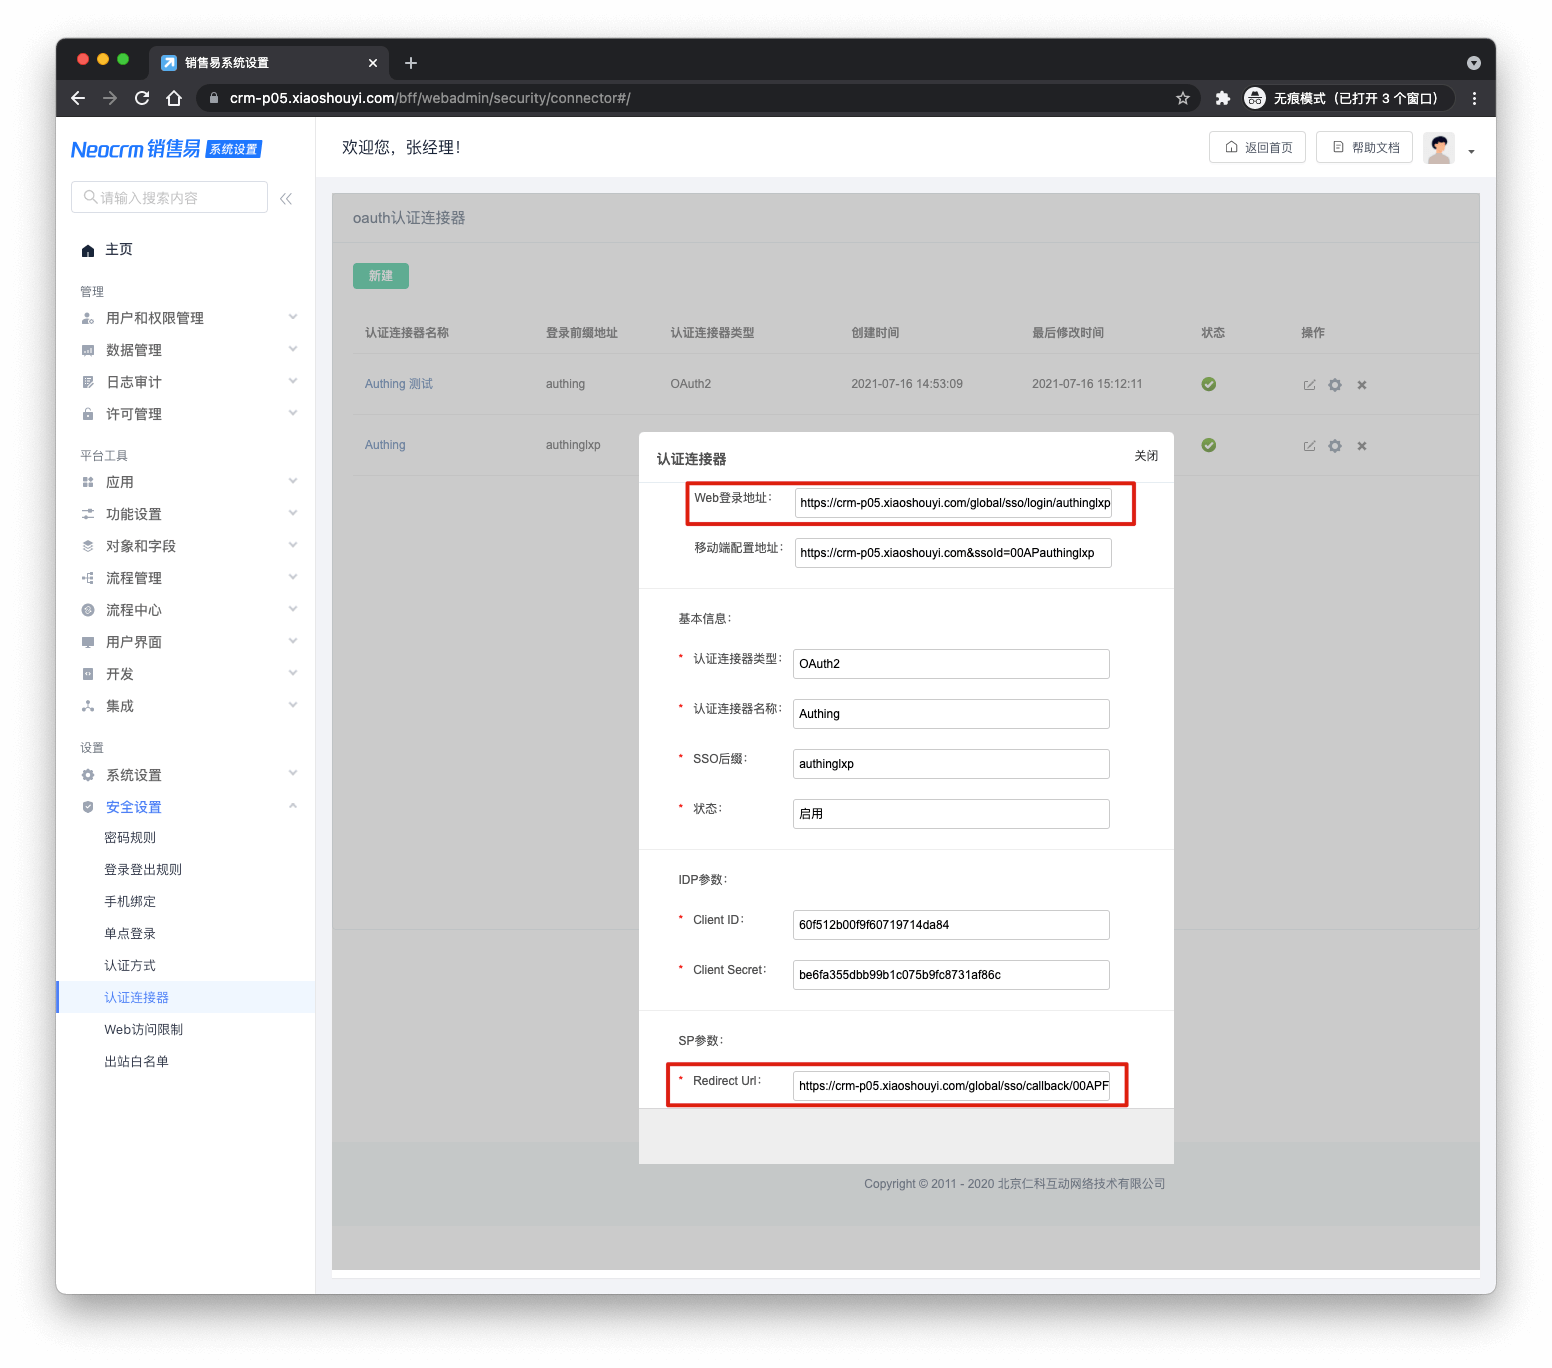 销售易系统设置
crm-p05.xiaoshouyi.com/bff/webadmin/security/connector#/
无痕模式（已打开 3 个窗口）
Neocrm 销售易 系统设置
欢迎您，张经理！
返回首页
帮助文档
请输入搜索内容
主页
管理
用户和权限管理
数据管理
日志审计
许可管理
平台工具
应用
功能设置
对象和字段
流程管理
流程中心
用户界面
开发
集成
设置
系统设置
安全设置
密码规则
登录登出规则
手机绑定
单点登录
认证方式
认证连接器
Web访问限制
出站白名单
oauth认证连接器
新建
认证连接器名称 登录前缀地址 认证连接器类型 创建时间 最后修改时间 状态 操作
Authing 测试 authing OAuth2 2021-07-16 14:53:09 2021-07-16 15:12:11
Authing authinglxp
认证连接器
关闭
Web登录地址： https://crm-p05.xiaoshouyi.com/global/sso/login/authinglxp
移动端配置地址： https://crm-p05.xiaoshouyi.com&ssoId=00APauthinglxp
基本信息：
* 认证连接器类型： OAuth2
* 认证连接器名称： Authing
* SSO后缀： authinglxp
* 状态： 启用
IDP参数：
* Client ID： 60f512b00f9f60719714da84
* Client Secret： be6fa355dbb99b1c075b9fc8731af86c
SP参数：
* Redirect Url： https://crm-p05.xiaoshouyi.com/global/sso/callback/00APF
Copyright © 2011 - 2020 北京仁科互动网络技术有限公司